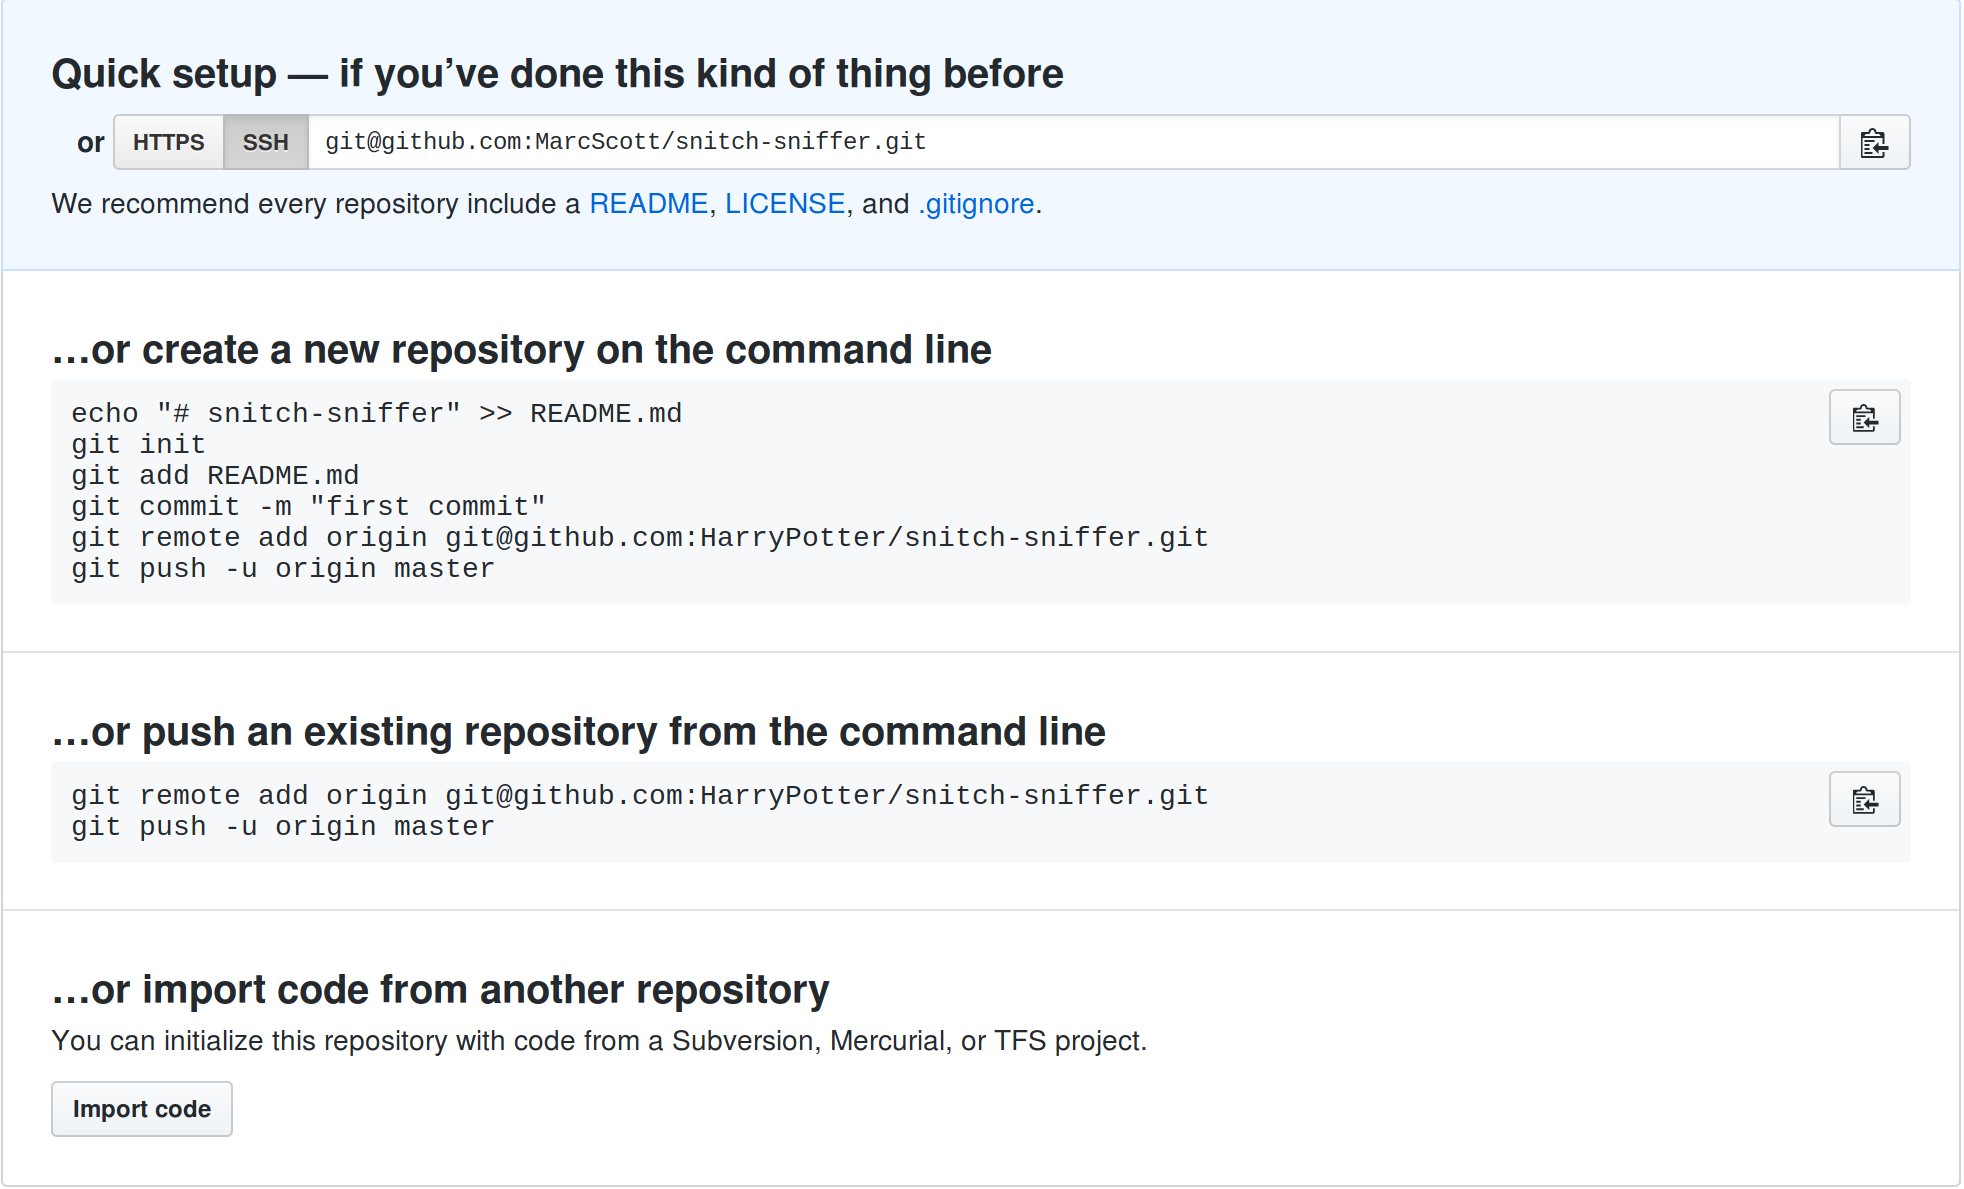 Quick setup — if you’ve done this kind of thing before
or HTTPS SSH git@github.com:MarcScott/snitch-sniffer.git
We recommend every repository include a README, LICENSE, and .gitignore.
…or create a new repository on the command line
echo "# snitch-sniffer" >> README.md
git init
git add README.md
git commit -m "first commit"
git remote add origin git@github.com:HarryPotter/snitch-sniffer.git
git push -u origin master
…or push an existing repository from the command line
git remote add origin git@github.com:HarryPotter/snitch-sniffer.git
git push -u origin master
…or import code from another repository
You can initialize this repository with code from a Subversion, Mercurial, or TFS project.
Import code